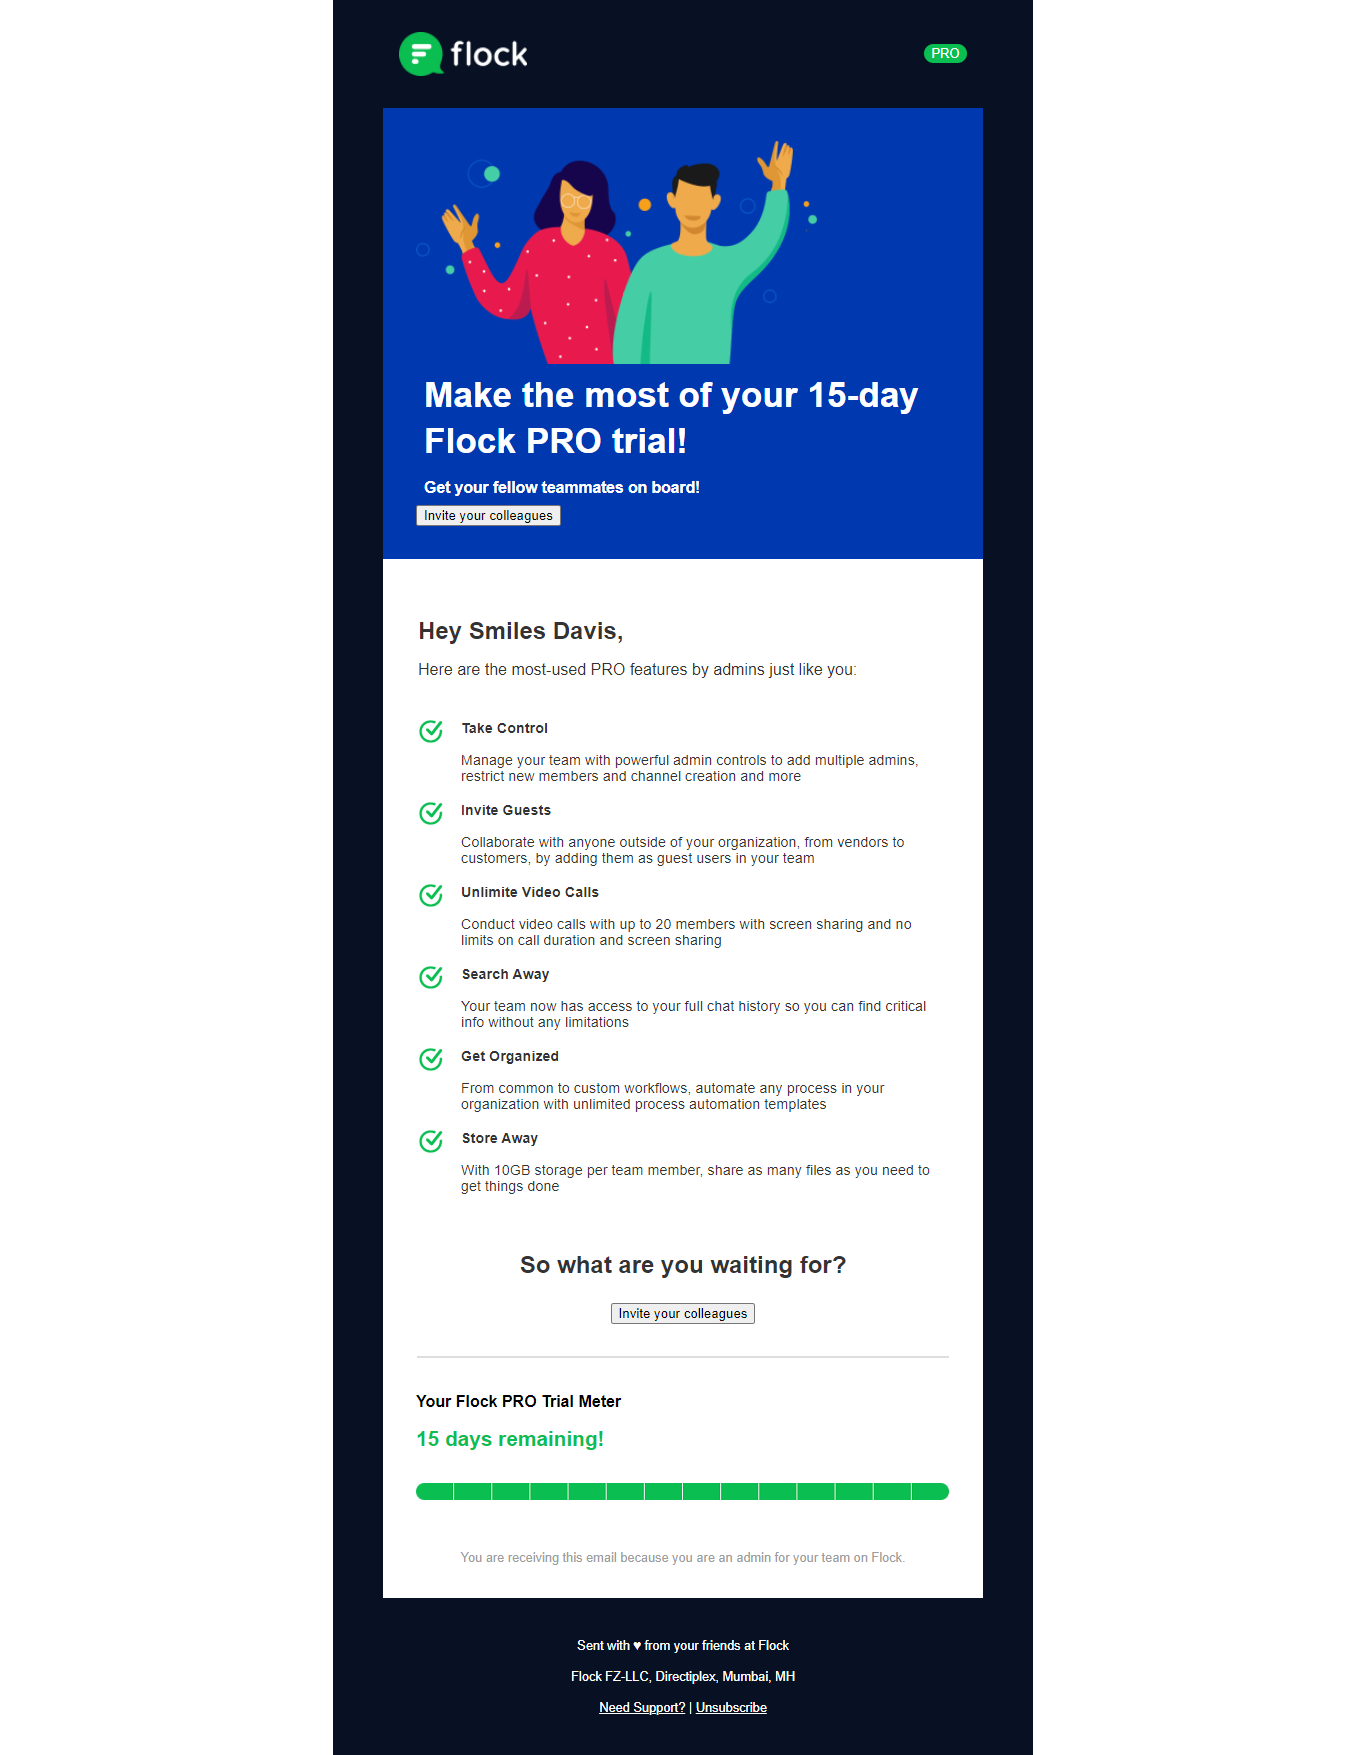 flock
PRO
Make the most of your 15-day
Flock PRO trial!
Get your fellow teammates on board!
Invite your colleagues
Hey Smiles Davis,
Here are the most-used PRO features by admins just like you:
Take Control
Manage your team with powerful admin controls to add multiple admins,
restrict new members and channel creation and more
Invite Guests
Collaborate with anyone outside of your organization, from vendors to
customers, by adding them as guest users in your team
Unlimite Video Calls
Conduct video calls with up to 20 members with screen sharing and no
limits on call duration and screen sharing
Search Away
Your team now has access to your full chat history so you can find critical
info without any limitations
Get Organized
From common to custom workflows, automate any process in your
organization with unlimited process automation templates
Store Away
With 10GB storage per team member, share as many files as you need to
get things done
So what are you waiting for?
Invite your colleagues
Your Flock PRO Trial Meter
15 days remaining!
You are receiving this email because you are an admin for your team on Flock.
Sent with ♥ from your friends at Flock
Flock FZ-LLC, Directiplex, Mumbai, MH
Need Support? | Unsubscribe